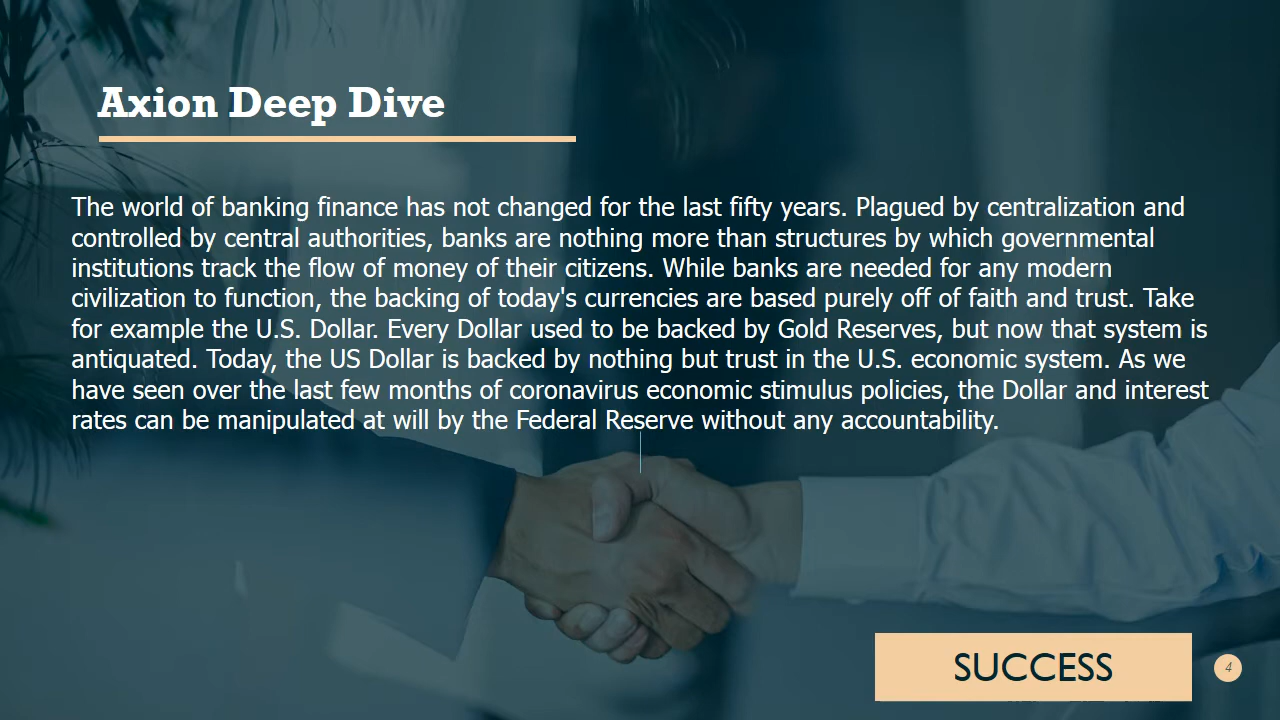 Axion Deep Dive
The world of banking finance has not changed for the last fifty years. Plagued by centralization and
controlled by central authorities, banks are nothing more than structures by which governmental
institutions track the flow of money of their citizens. While banks are needed for any modern
civilization to function, the backing of today's currencies are based purely off of faith and trust. Take
for example the U.S. Dollar. Every Dollar used to be backed by Gold Reserves, but now that system is
antiquated. Today, the US Dollar is backed by nothing but trust in the U.S. economic system. As we
have seen over the last few months of coronavirus economic stimulus policies, the Dollar and interest
rates can be manipulated at will by the Federal Reserve without any accountability.
SUCCESS
4